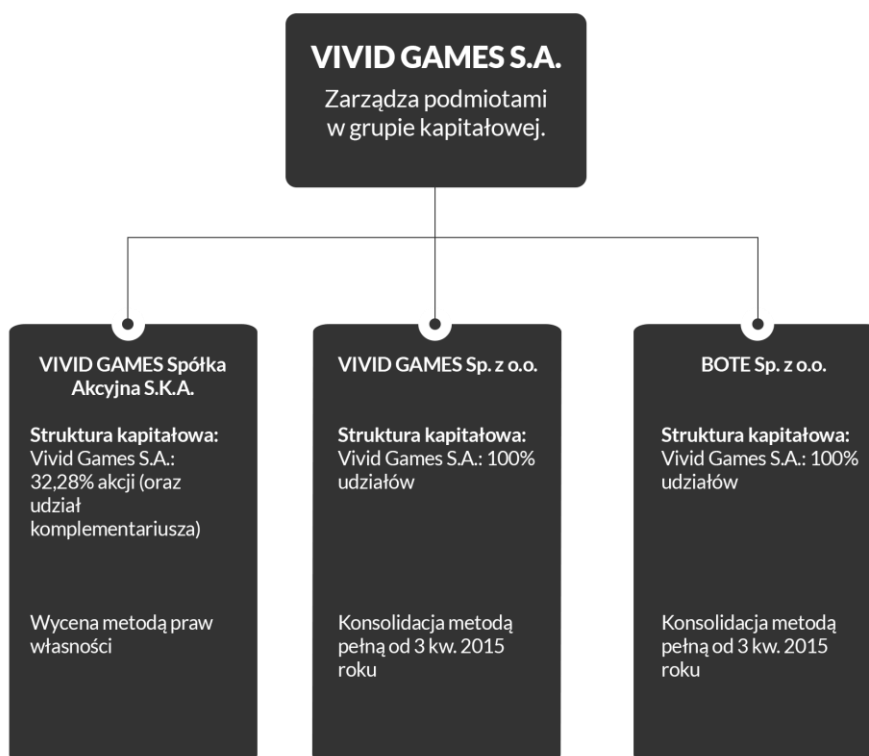 VIVID GAMES S.A.
Zarządza podmiotami
w grupie kapitałowej.
VIVID GAMES Spółka
Akcyjna S.K.A.
Struktura kapitałowa:
Vivid Games S.A.:
32,28% akcji (oraz
udział
komplementariusza)
Wycena metodą praw
własności
VIVID GAMES Sp. z o.o.
Struktura kapitałowa:
Vivid Games S.A.: 100%
udziałów
Konsolidacja metodą
pełną od 3 kw. 2015
roku
BOTE Sp. z o.o.
Struktura kapitałowa:
Vivid Games S.A.: 100%
udziałów
Konsolidacja metodą
pełną od 3 kw. 2015
roku